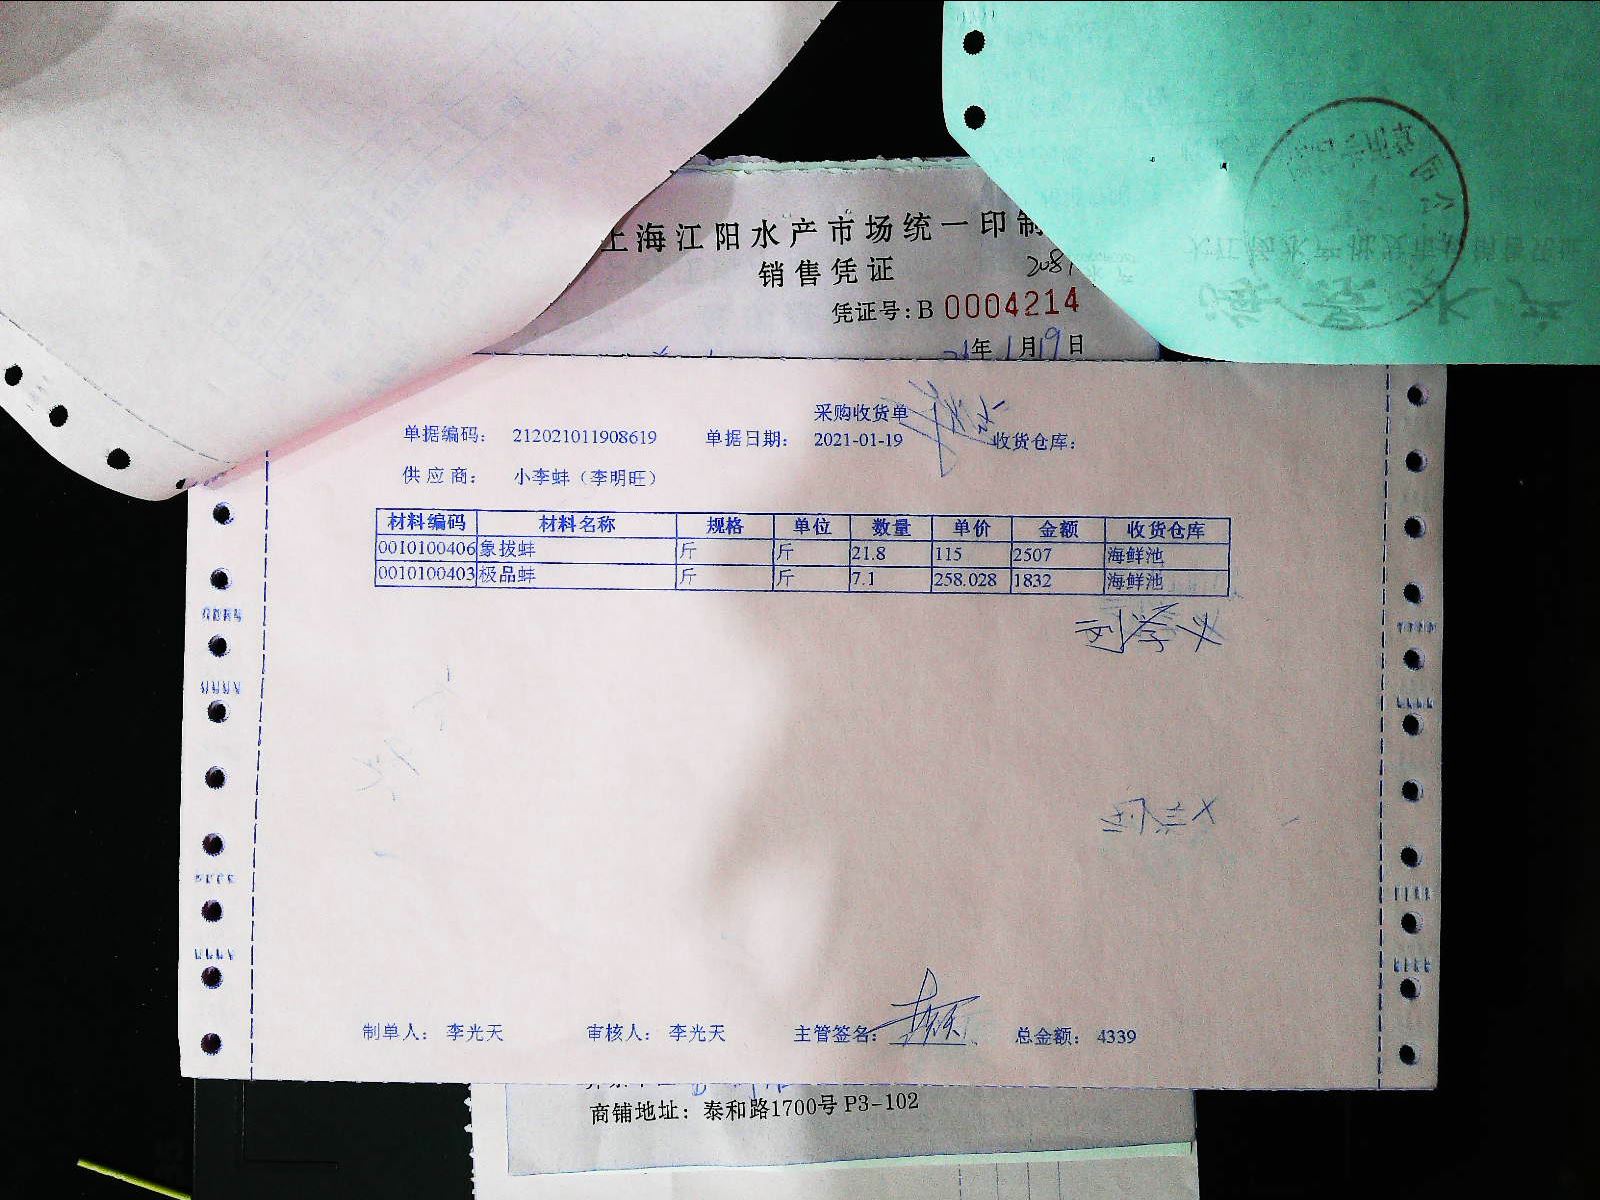 上海江阳水产市场统一印制
销售凭证
凭证号:B 0004214
年1月19日
采购收货单
单据编码: 212021011908619 单据日期: 2021-01-19 收货仓库:
供应商: 小李蚌（李明旺）
材料编码 材料名称 规格 单位 数量 单价 金额 收货仓库
0010100406 象拔蚌 斤 斤 21.8 115 2507 海鲜池
0010100403 极品蚌 斤 斤 7.1 258.028 1832 海鲜池
刘学义
制单人: 李光天 审核人: 李光天 主管签名: 总金额: 4339
商铺地址: 泰和路1700号 P3-102